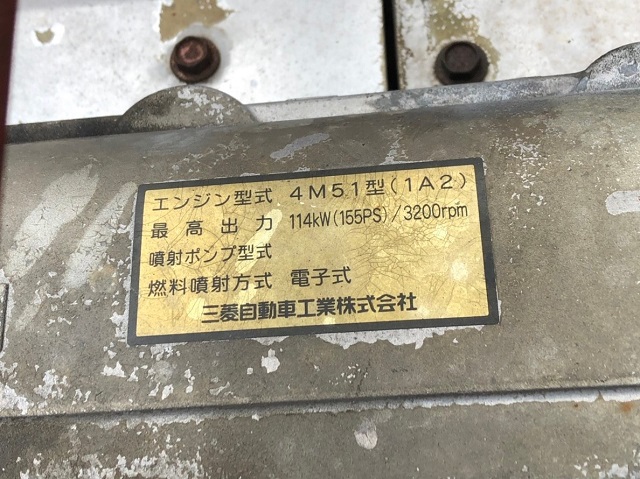 エンジン型式 4M51型(1A2)
最高出力 114kW(155PS)/3200rpm
噴射ポンプ型式
燃料噴射方式 電子式
三菱自動車工業株式会社